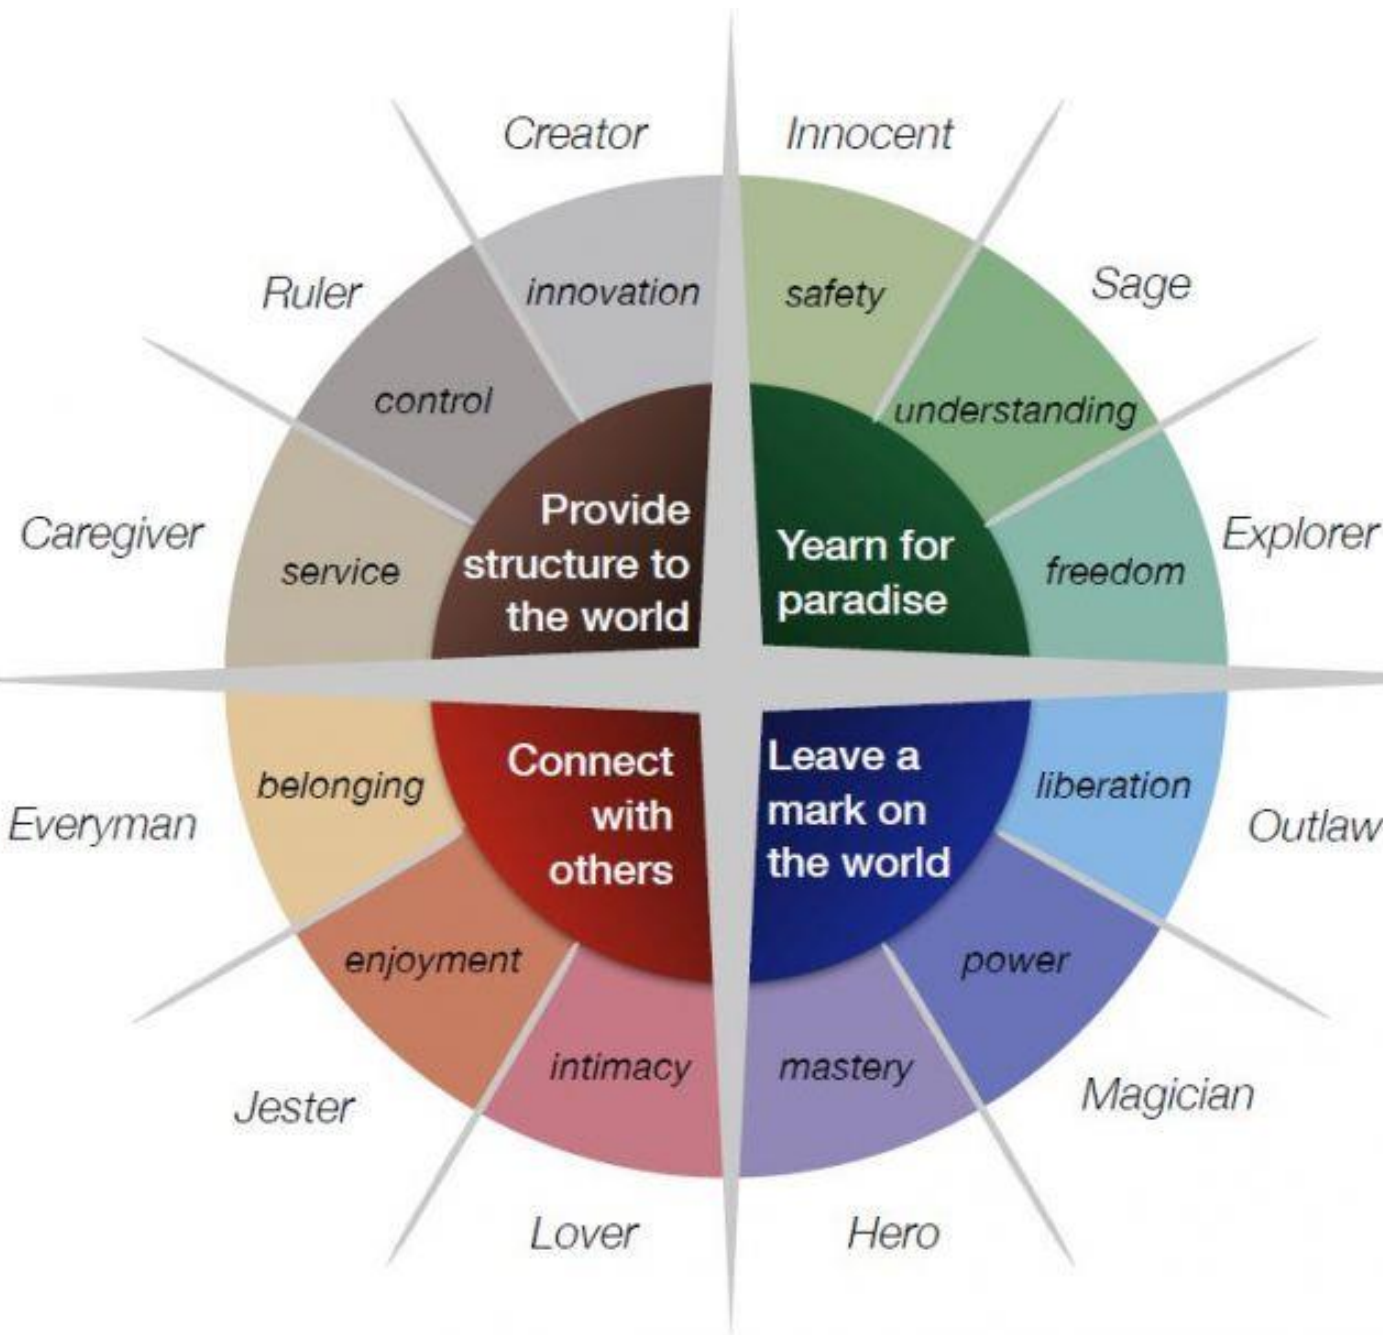 Creator
Innocent
Ruler
innovation
safety
Sage
control
understanding
Caregiver
service
Provide
structure to
the world
Yearn for
paradise
freedom
Explorer
Everyman
belonging
Connect
with
others
Leave a
mark on
the world
liberation
Outlaw
enjoyment
power
Jester
intimacy
mastery
Magician
Lover
Hero